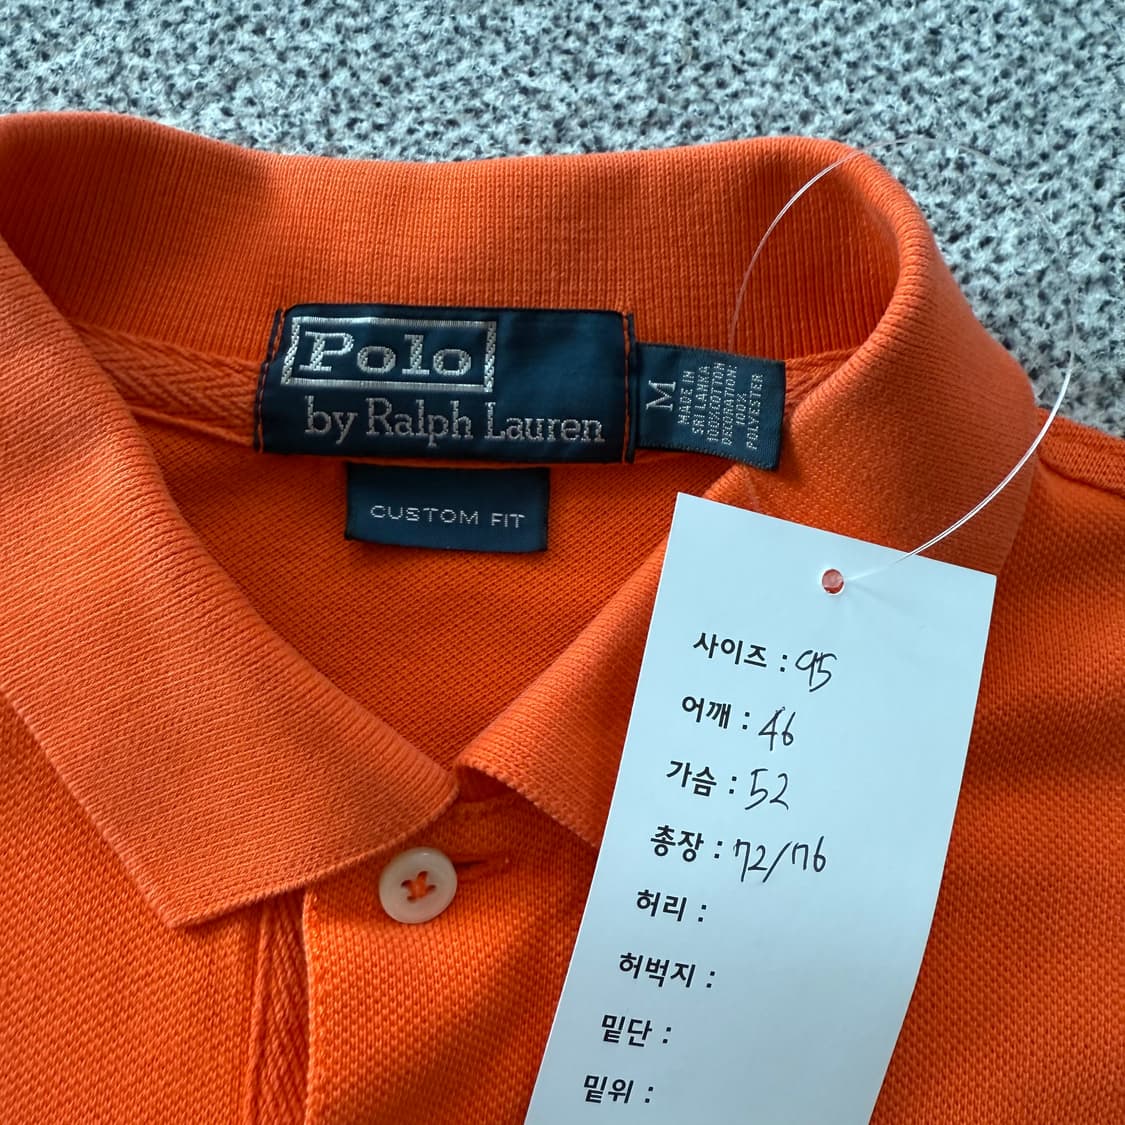 Polo
by Ralph Lauren
CUSTOM FIT
M
MADE IN
SRI LANKA
100%COTTON
DECORATION:
100%
POLYESTER
사이즈 : 95
어깨 : 46
가슴 : 52
총장 : 72/76
허리 :
허벅지 :
밑단 :
밑위 :